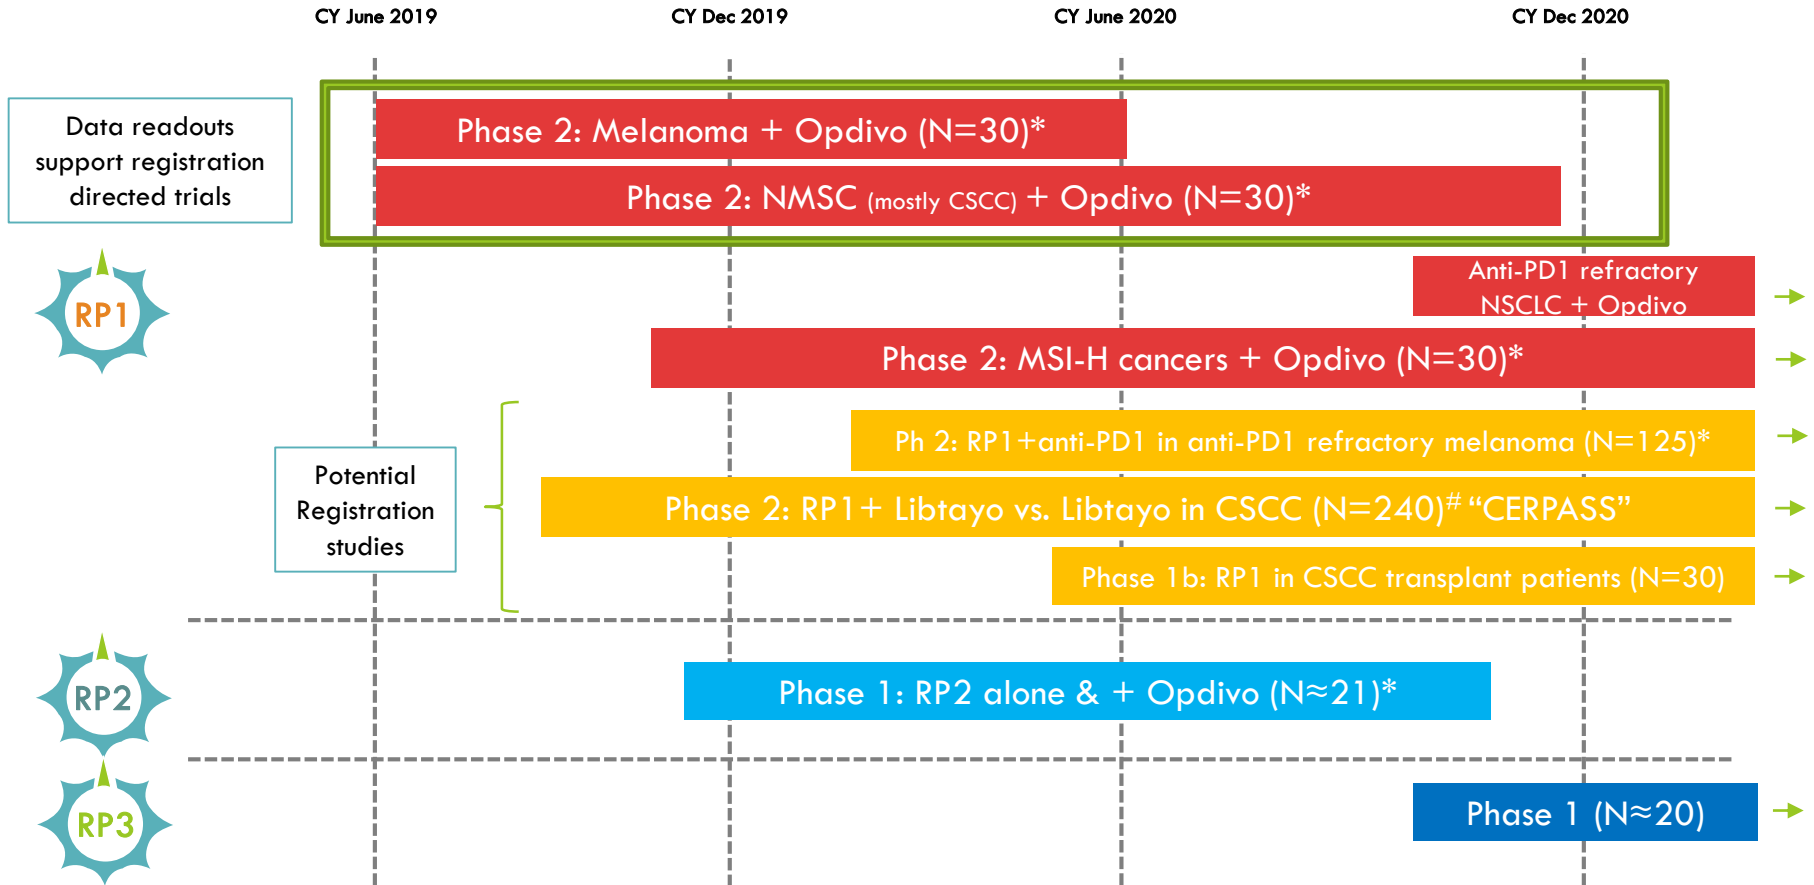 CY June 2019
CY Dec 2019
CY June 2020
CY Dec 2020
Data readouts
support registration
directed trials
Phase 2: Melanoma + Opdivo (N=30)*
Phase 2: NMSC (mostly CSCC) + Opdivo (N=30)*
RP1
Anti-PD1 refractory
NSCLC + Opdivo
Phase 2: MSI-H cancers + Opdivo (N=30)*
Potential
Registration
studies
Ph 2: RP1+anti-PD1 in anti-PD1 refractory melanoma (N=125)*
Phase 2: RP1+ Libtayo vs. Libtayo in CSCC (N=240)# “CERPASS”
Phase 1b: RP1 in CSCC transplant patients (N=30)
RP2
Phase 1: RP2 alone & + Opdivo (N≈21)*
RP3
Phase 1 (N≈20)